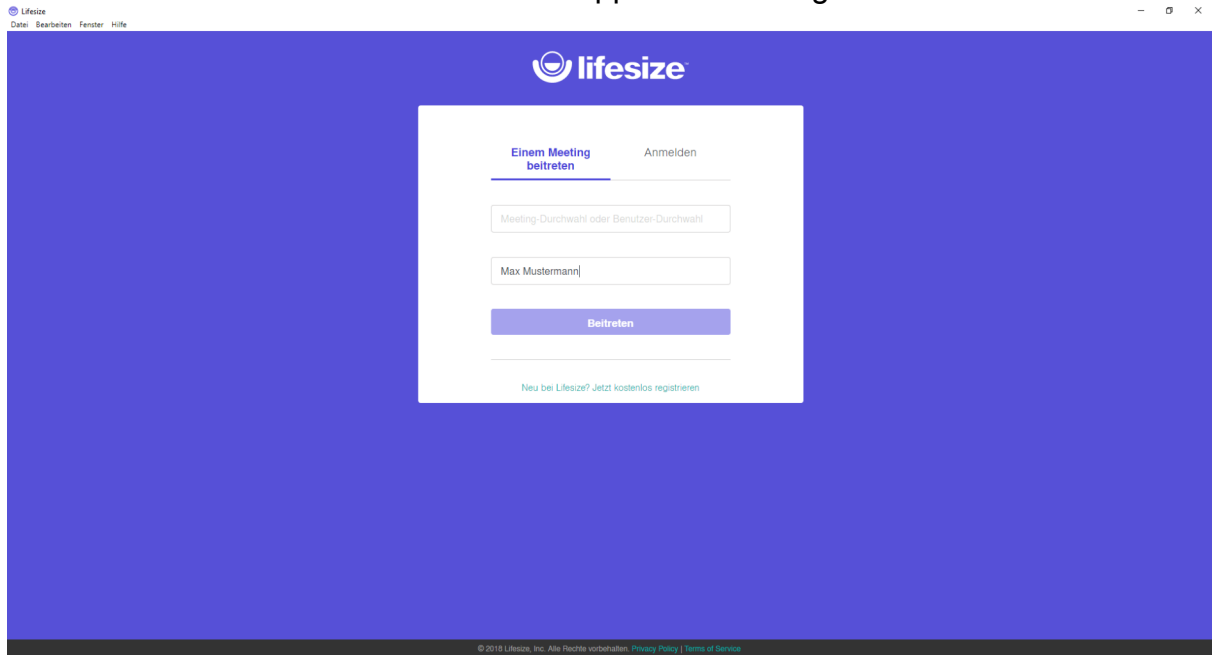 Lifesize
Datei Bearbeiten Fenster Hilfe
lifesize
Einem Meeting beitreten
Anmelden
Meeting-Durchwahl oder Benutzer-Durchwahl
Max Mustermann
Beitreten
Neu bei Lifesize? Jetzt kostenlos registrieren
© 2018 Lifesize, Inc. Alle Rechte vorbehalten. Privacy Policy | Terms of Service